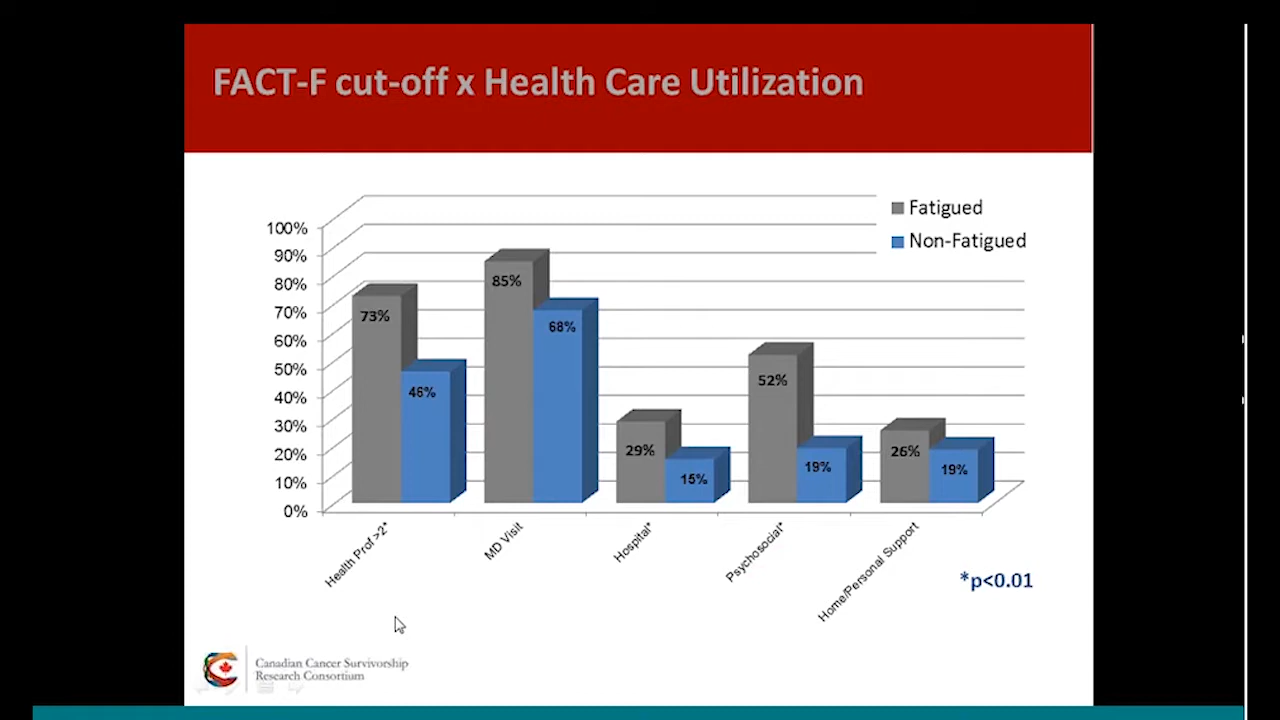 FACT-F cut-off x Health Care Utilization
Fatigued
Non-Fatigued
100%
90%
80%
70%
60%
50%
40%
30%
20%
10%
0%
73%
46%
85%
68%
29%
15%
52%
19%
26%
19%
Health Prof >2*
MD Visit
Hospital*
Psychosocial*
Home/Personal Support
*p<0.01
Canadian Cancer Survivorship
Research Consortium